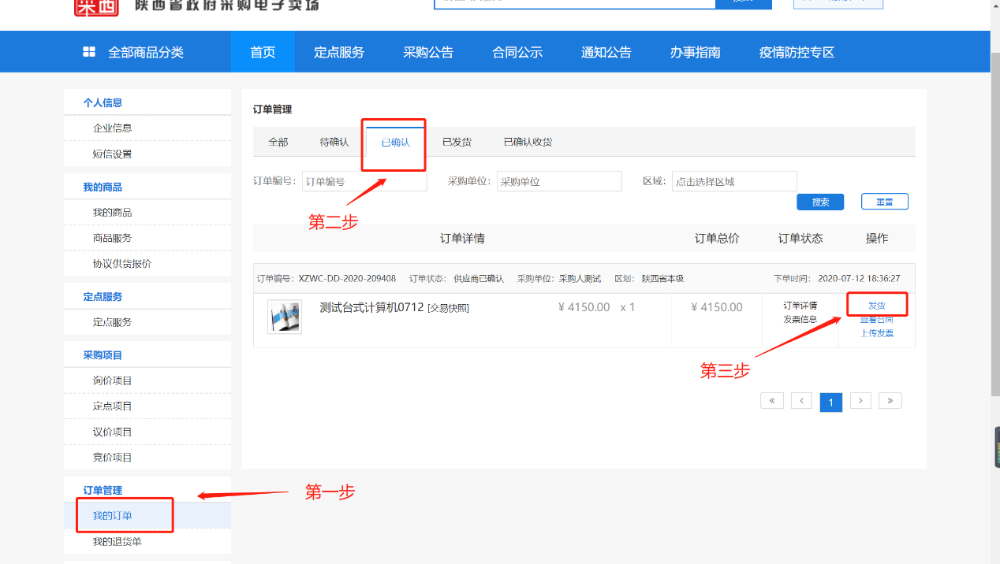 采西 陕西省政府采购电子卖场
全部商品分类 首页 定点服务 采购公告 合同公示 通知公告 办事指南 疫情防控专区
个人信息
企业信息
短信设置
我的商品
我的商品
商品服务
协议供货报价
定点服务
定点服务
采购项目
询价项目
定点项目
议价项目
竞价项目
订单管理
我的订单
我的退货单
第一步
订单管理
全部 待确认 已确认 已发货 已确认收货
订单编号: 订单编号 采购单位: 采购单位 区域: 点击选择区域
搜索 重置
第二步
订单详情 订单总价 订单状态 操作
订单编号: XZWC-DD-2020-209408 订单状态: 供应商已确认 采购单位: 采购人测试 区划: 陕西省本级 下单时间: 2020-07-12 18:36:27
测试台式计算机0712 [交易快照] ¥ 4150.00 x 1 ¥ 4150.00 订单详情 发货
发票信息 查看合同
上传发票
第三步
« ‹ 1 › »